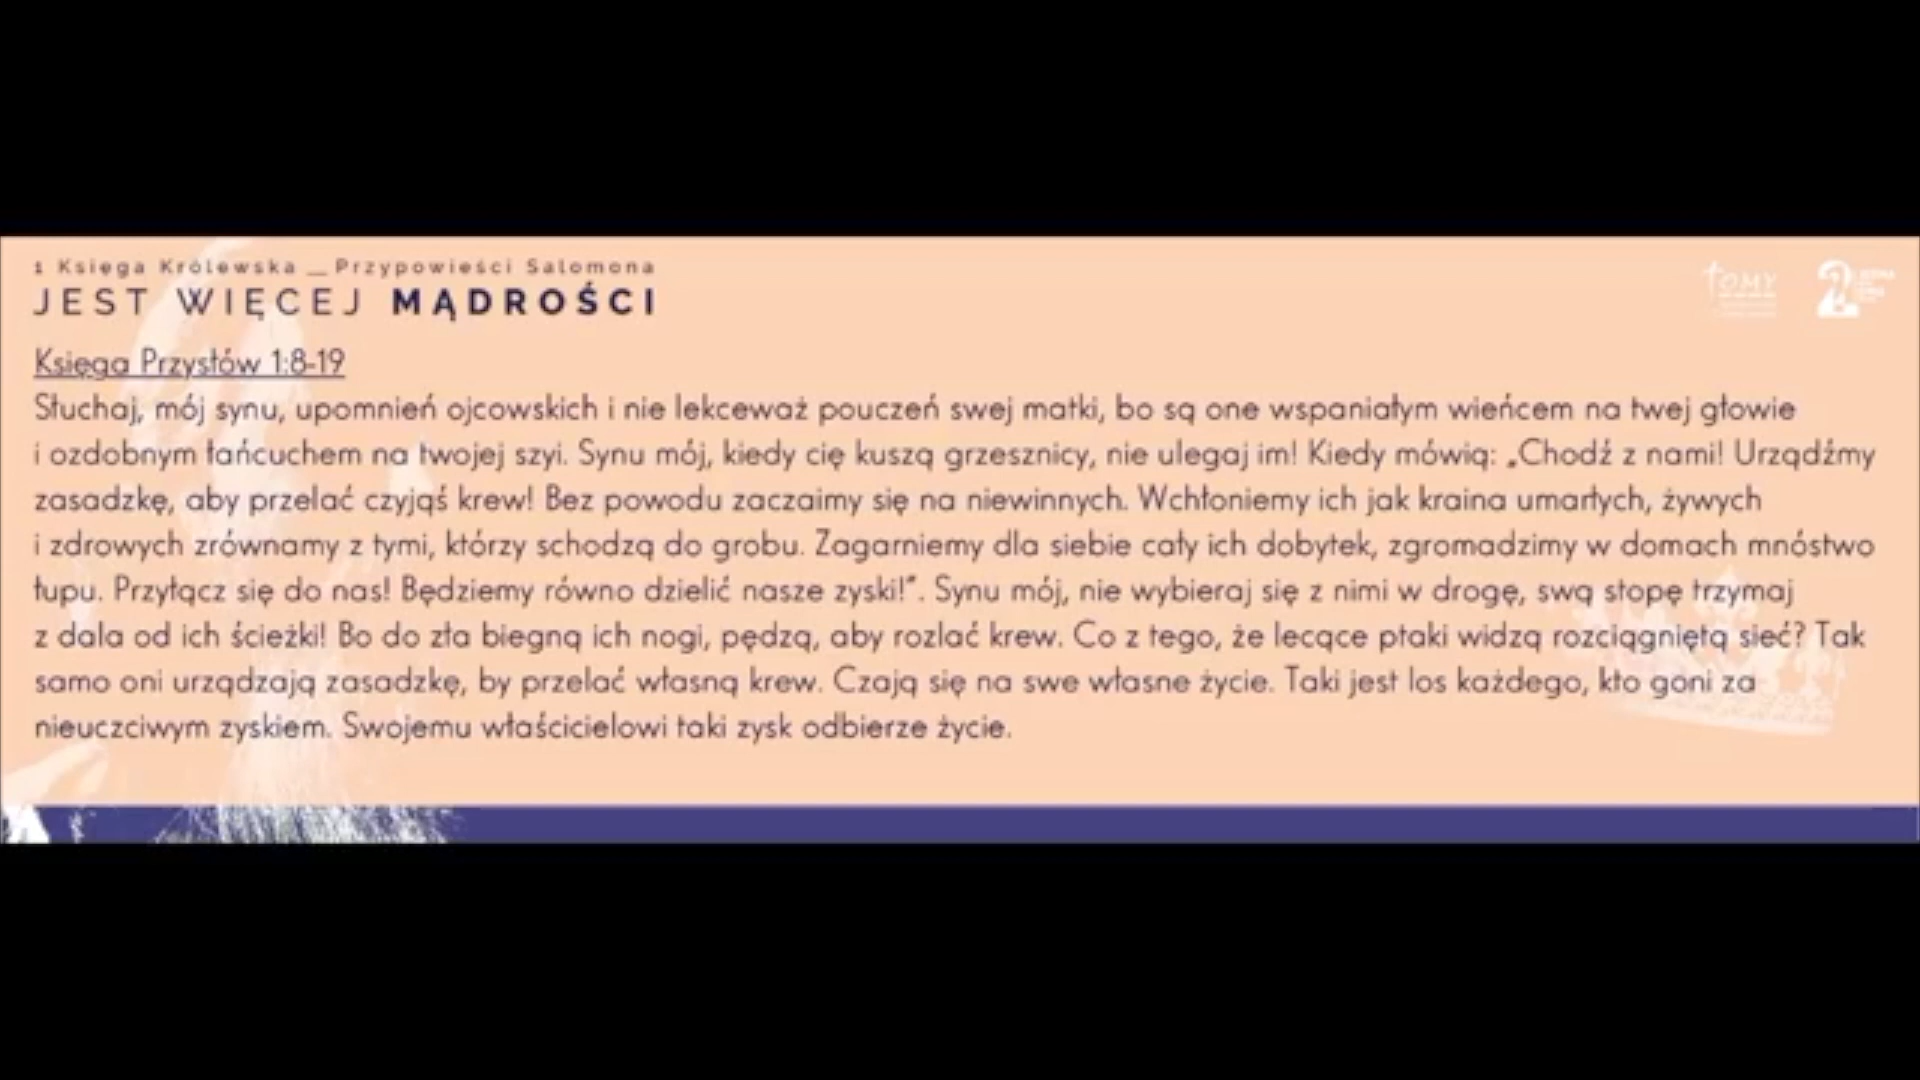 1 Księga Królewska __ Przypowieści Salomona
JEST WIĘCEJ MĄDROŚCI
TOMY
2
Księga Przysłów 1:8-19
Słuchaj, mój synu, upomnień ojcowskich i nie lekceważ pouczeń swej matki, bo są one wspaniałym wieńcem na twej głowie
i ozdobnym łańcuchem na twojej szyi. Synu mój, kiedy cię kuszą grzesznicy, nie ulegaj im! Kiedy mówią: „Chodź z nami! Urządźmy
zasadzkę, aby przelać czyjąś krew! Bez powodu zaczaimy się na niewinnych. Wchłoniemy ich jak kraina umarłych, żywych
i zdrowych zrównamy z tymi, którzy schodzą do grobu. Zagarniemy dla siebie cały ich dobytek, zgromadzimy w domach mnóstwo
łupu. Przyłącz się do nas! Będziemy równo dzielić nasze zyski!”. Synu mój, nie wybieraj się z nimi w drogę, swą stopę trzymaj
z dala od ich ścieżki! Bo do zła biegną ich nogi, pędzą, aby rozlać krew. Co z tego, że lecące ptaki widzą rozciągniętą sieć? Tak
samo oni urządzają zasadzkę, by przelać własną krew. Czają się na swe własne życie. Taki jest los każdego, kto goni za
nieuczciwym zyskiem. Swojemu właścicielowi taki zysk odbierze życie.